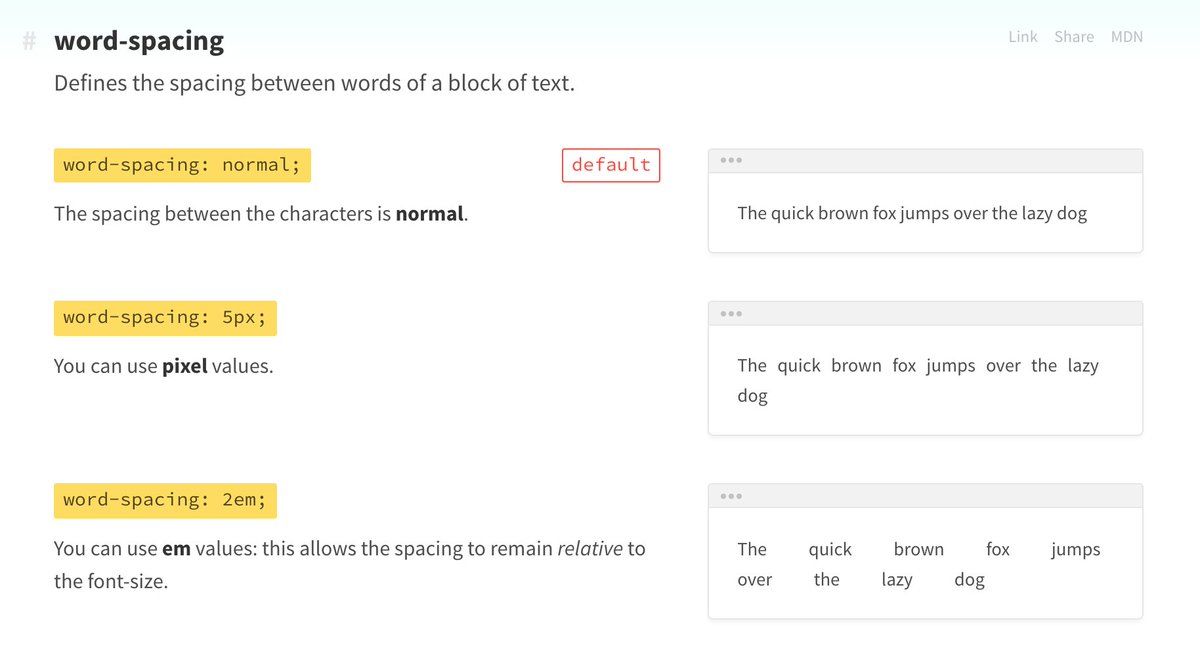 # word-spacing
Link Share MDN
Defines the spacing between words of a block of text.
word-spacing: normal;
default
The spacing between the characters is normal.
The quick brown fox jumps over the lazy dog
word-spacing: 5px;
You can use pixel values.
The quick brown fox jumps over the lazy
dog
word-spacing: 2em;
You can use em values: this allows the spacing to remain relative to
the font-size.
The quick brown fox jumps
over the lazy dog